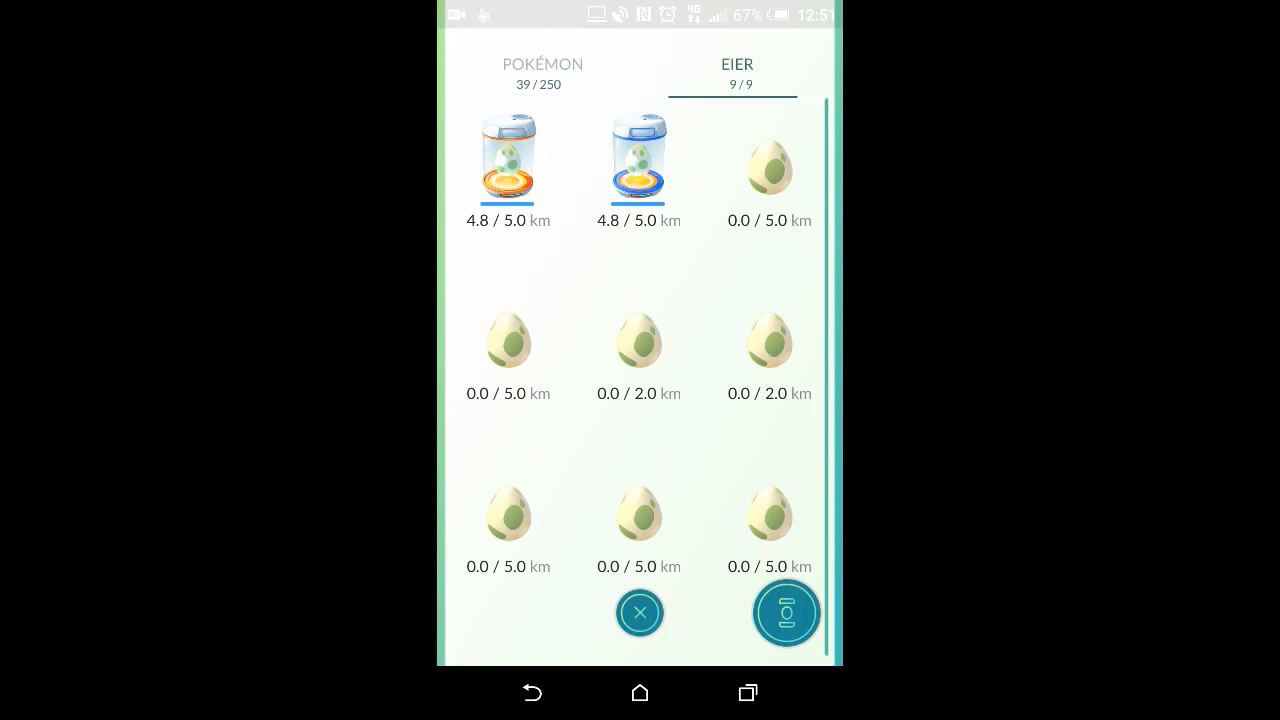 4G 67% 12:51
POKÉMON EIER
39 / 250 9 / 9
4.8 / 5.0 km 4.8 / 5.0 km 0.0 / 5.0 km
0.0 / 5.0 km 0.0 / 2.0 km 0.0 / 2.0 km
0.0 / 5.0 km 0.0 / 5.0 km 0.0 / 5.0 km